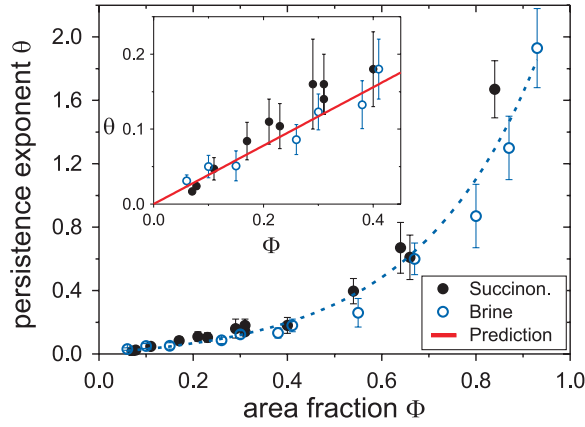 persistence exponent θ
2.0
1.6
1.2
0.8
0.4
0.0
0.2
0.1
0.0
θ
0.0
0.2
0.4
Φ
Succinon.
Brine
Prediction
0.0
0.2
0.4
0.6
0.8
1.0
area fraction Φ